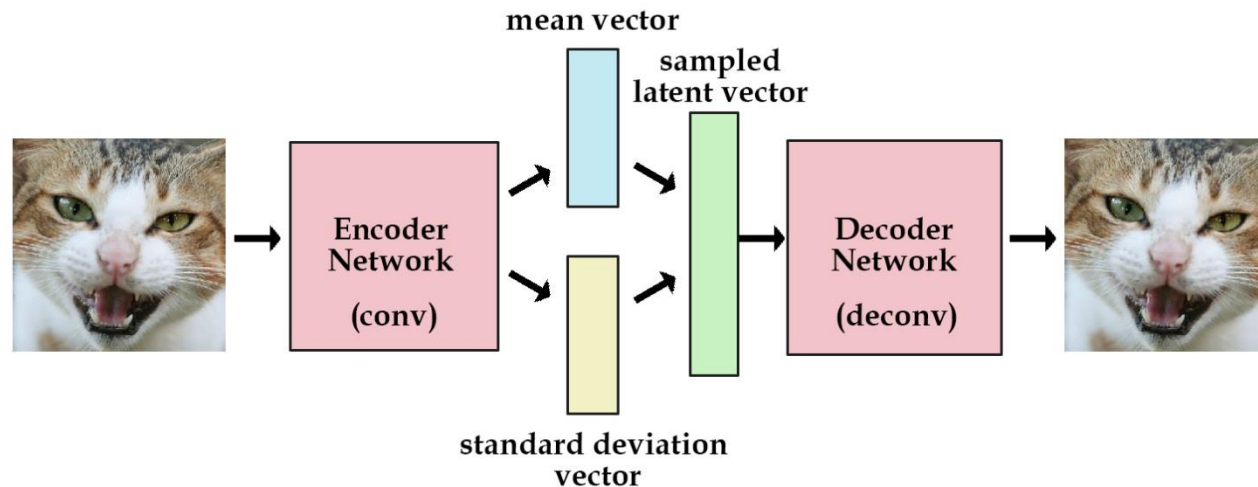 mean vector
sampled
latent vector
Encoder
Network
(conv)
Decoder
Network
(deconv)
standard deviation
vector